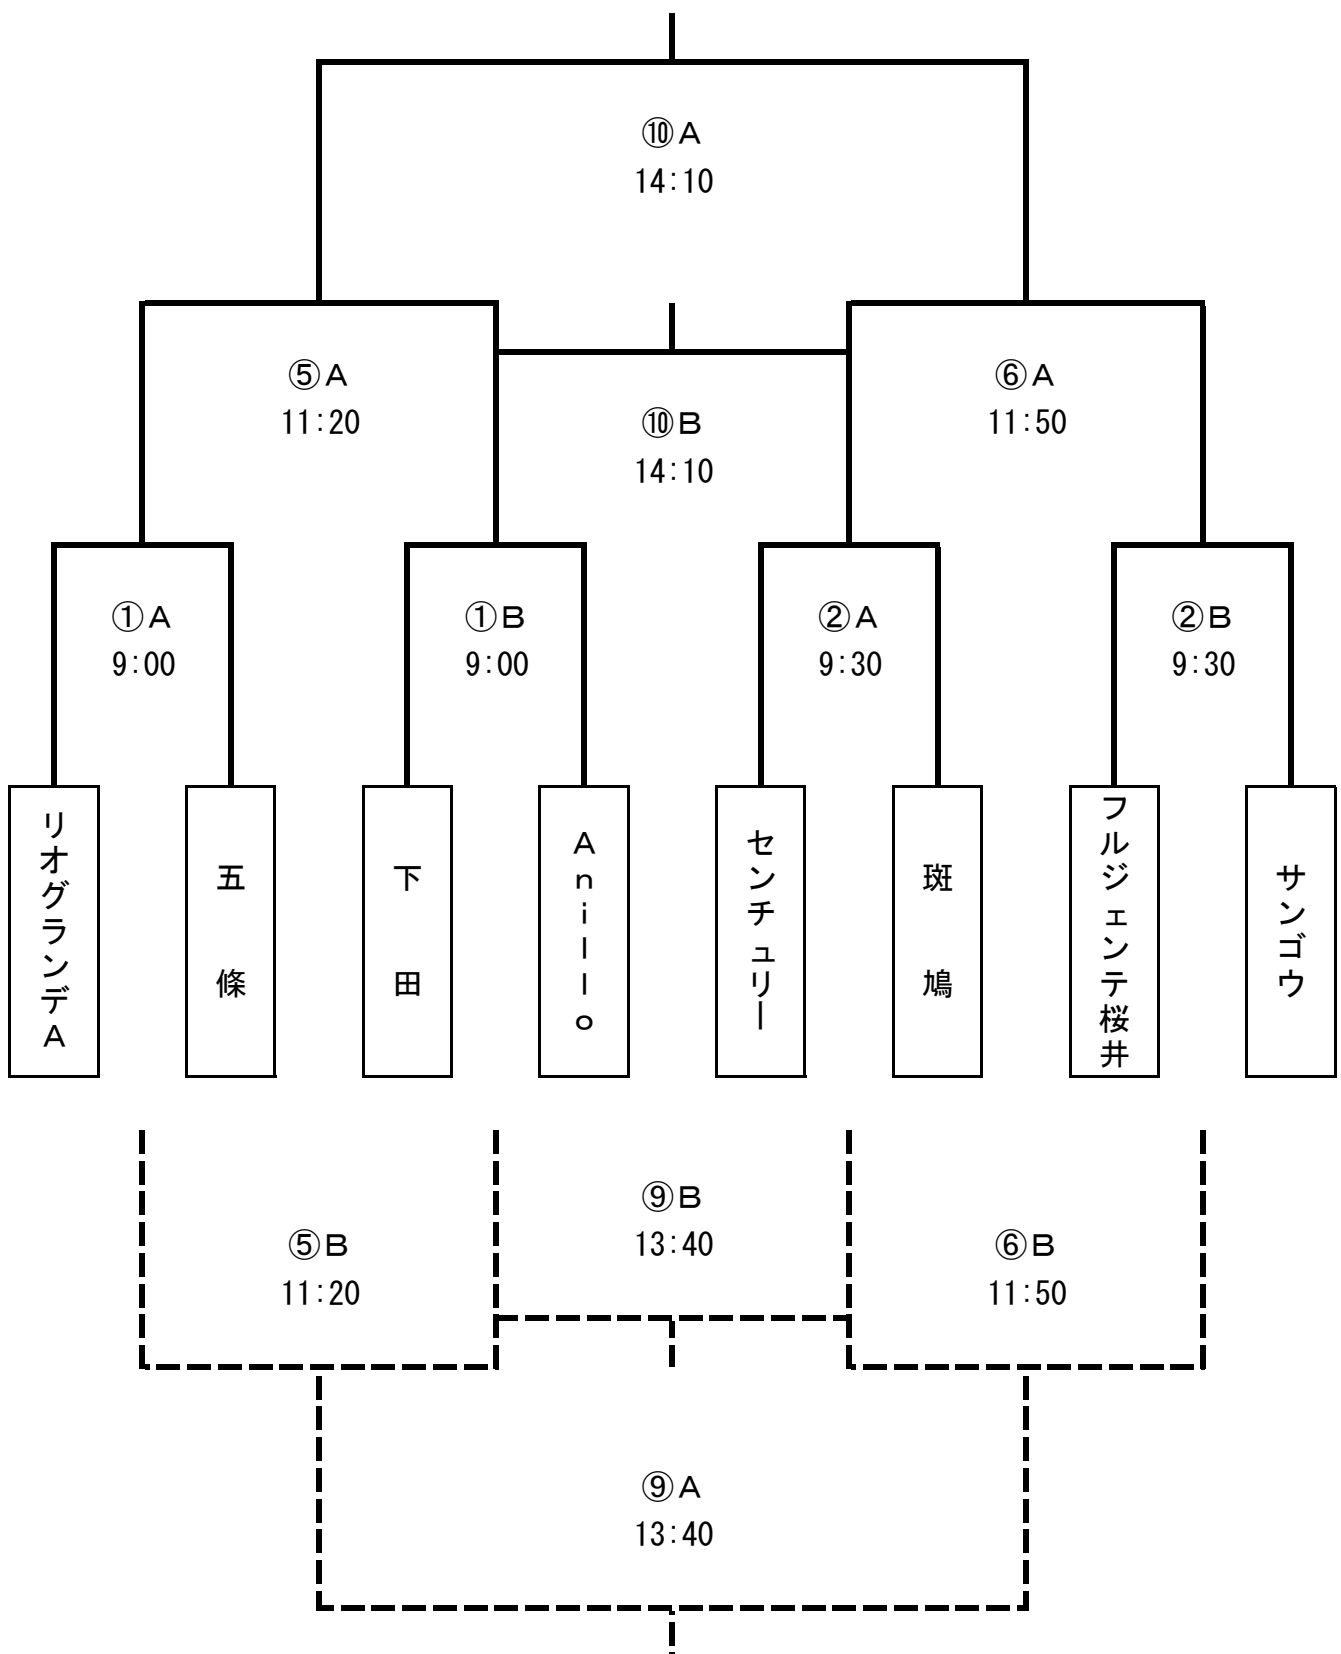 ⑩A
14:10
⑤A
11:20
⑥A
11:50
⑩B
14:10
①A
9:00
①B
9:00
②A
9:30
②B
9:30
リオグランデA
五條
下田
Anillo
センチュリー
斑鳩
フルジェンテ桜井
サンゴウ
⑨B
13:40
⑤B
11:20
⑥B
11:50
⑨A
13:40